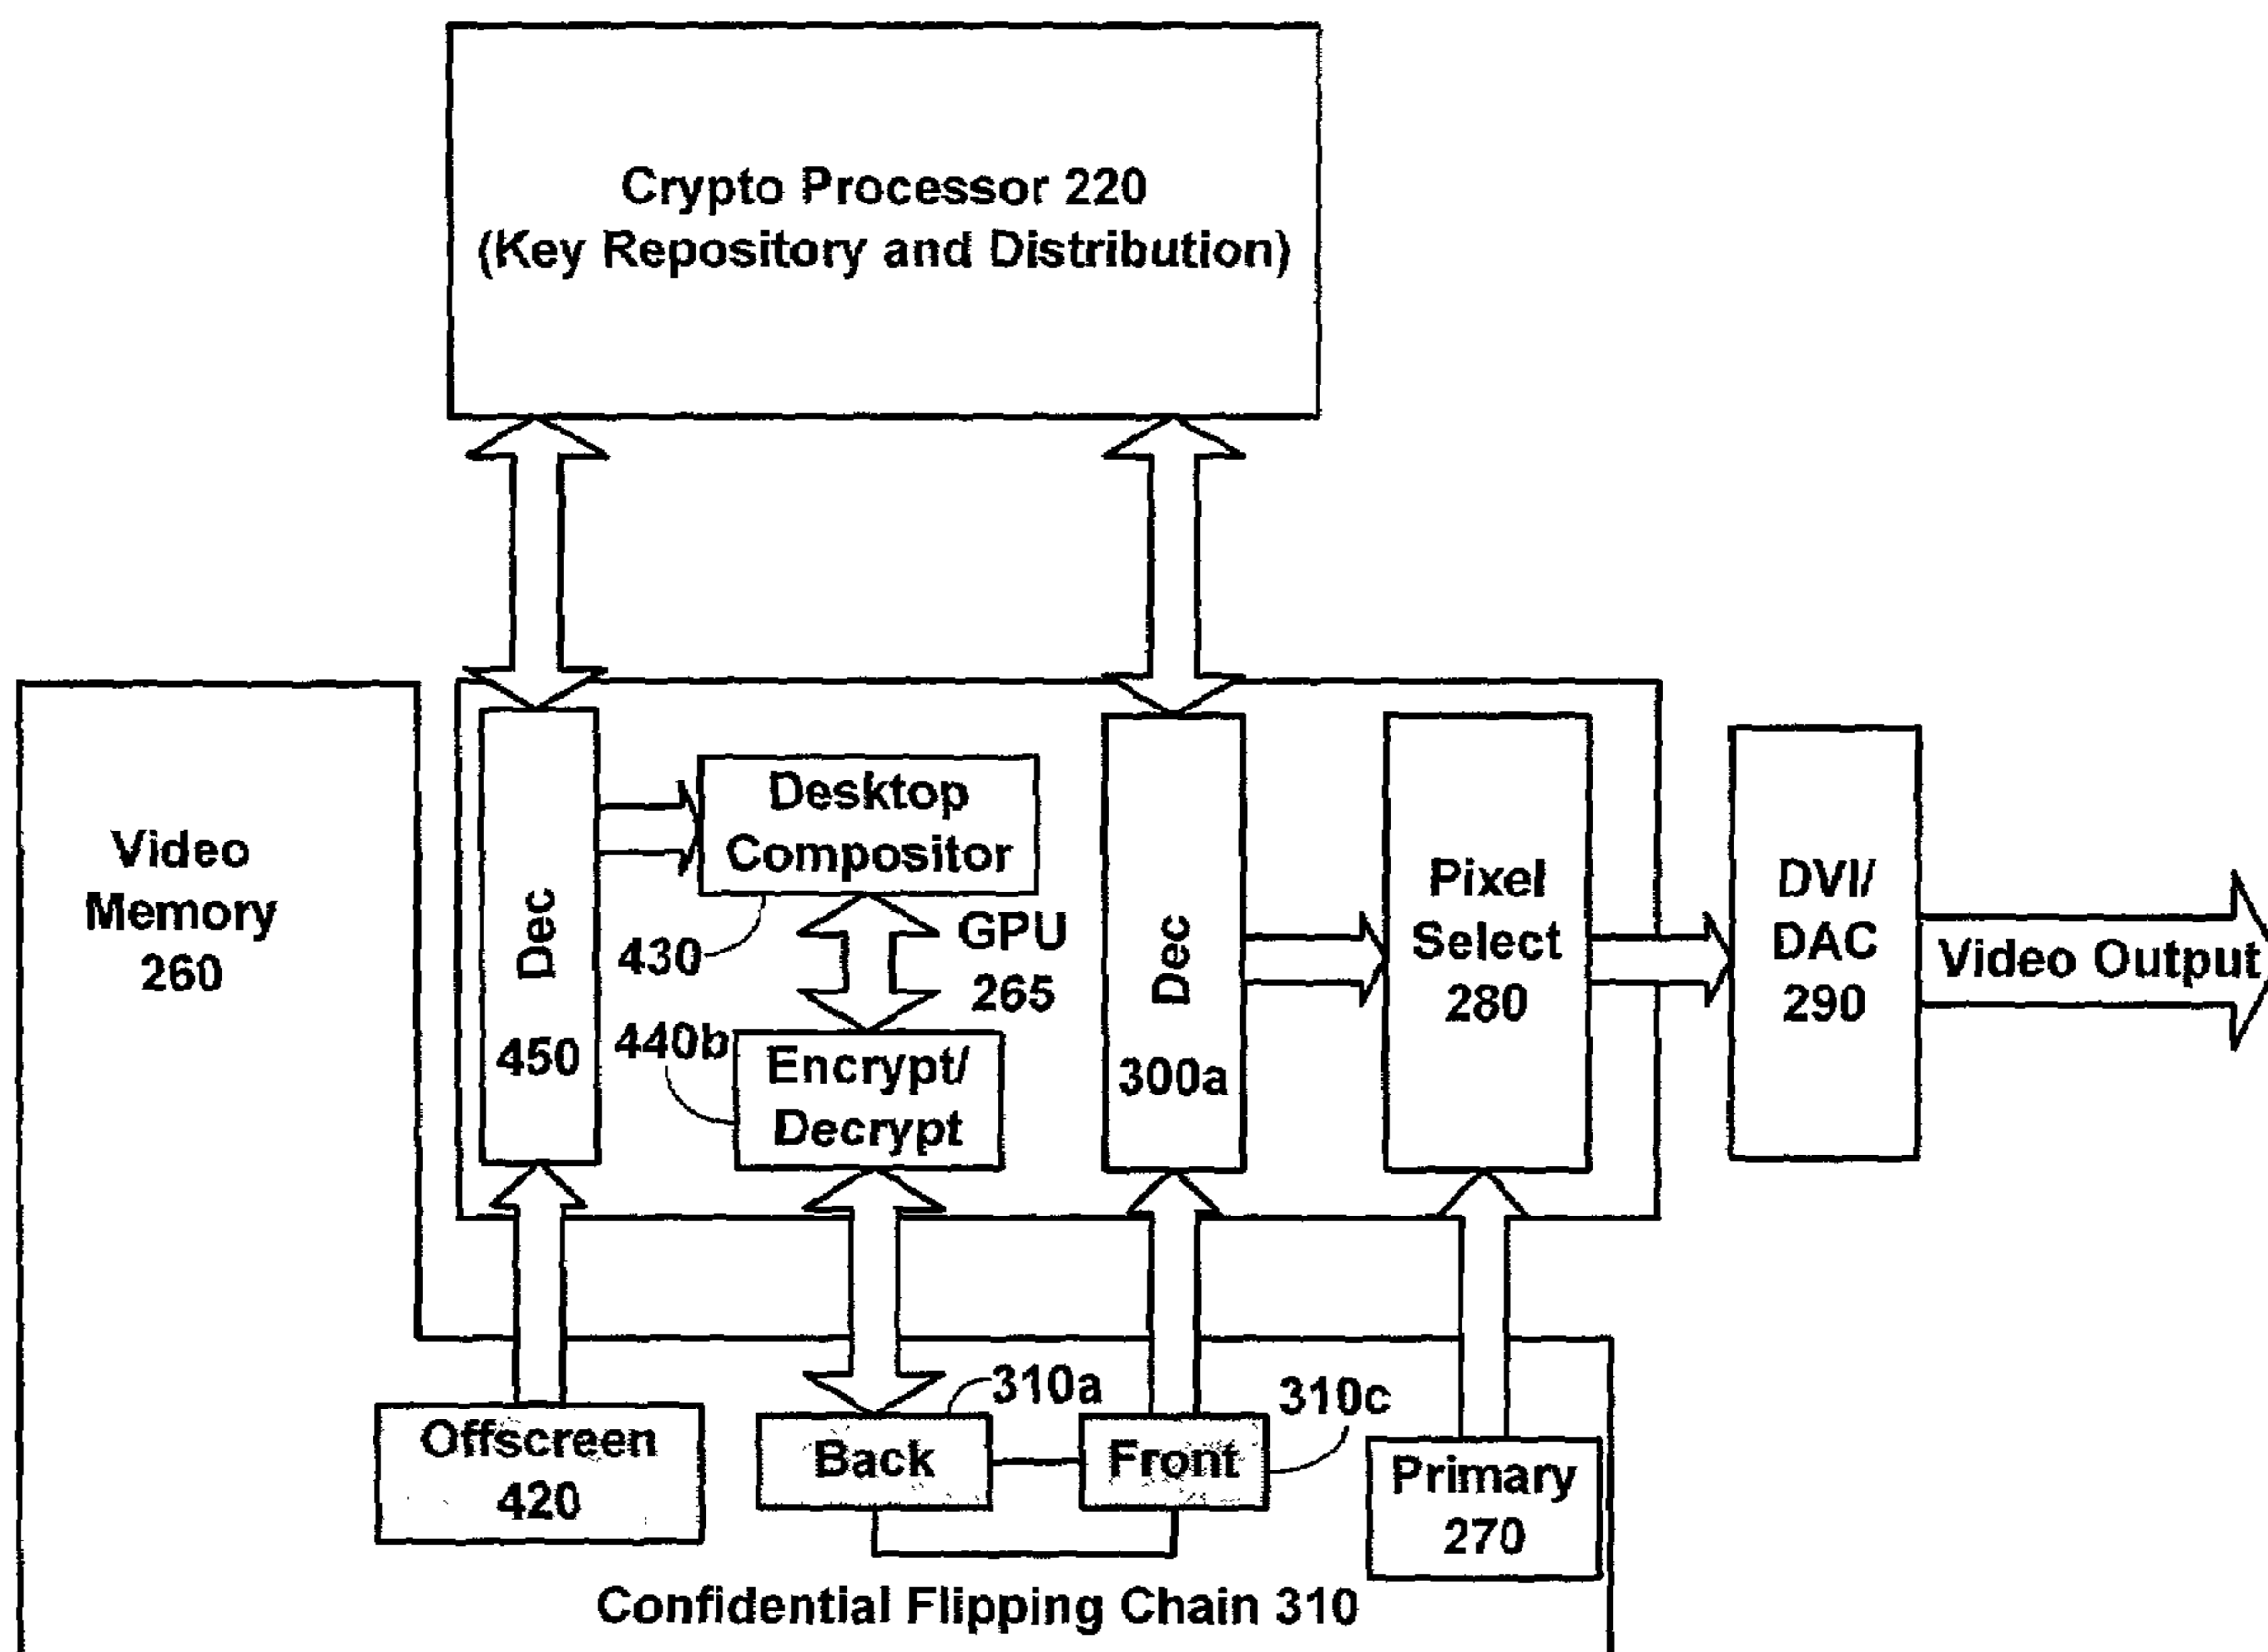 Crypto Processor 220
(Key Repository and Distribution)
Video
Memory
260
Dec
450
Desktop
Compositor
430
GPU
265
440b
Encrypt/
Decrypt
Dec
300a
Pixel
Select
280
DVI/
DAC
290
Video Output
Offscreen
420
Back
310a
Front
310c
Primary
270
Confidential Flipping Chain 310